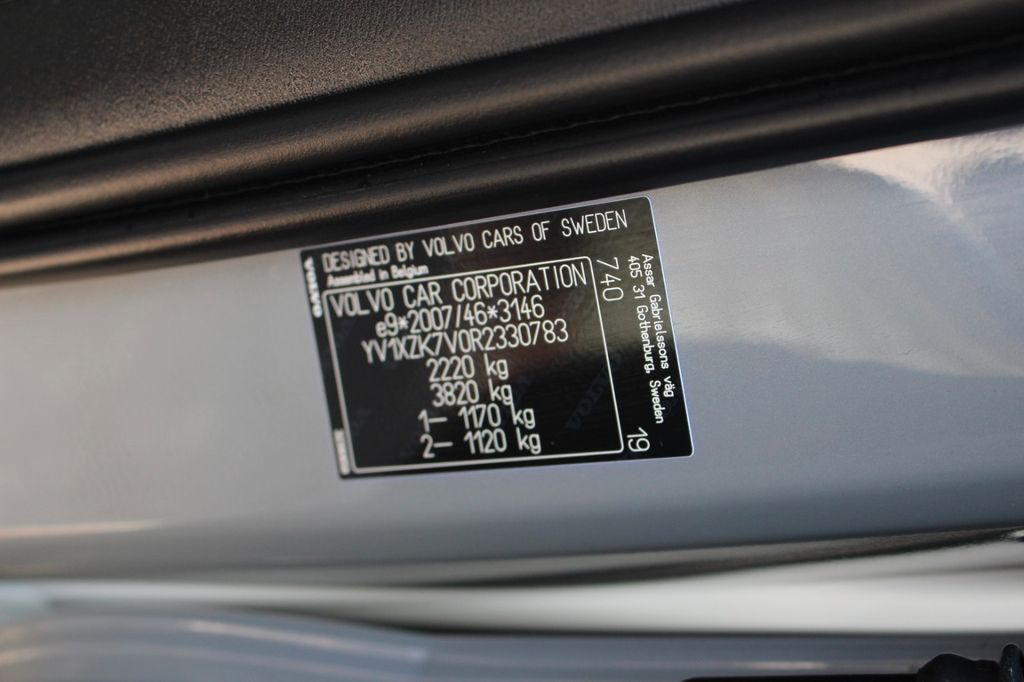 DESIGNED BY VOLVO CARS OF SWEDEN
Assembled in Belgium
VOLVO CAR CORPORATION
e9*2007/46*3146
YV1XZK7V0R2330783
2220 kg
3820 kg
1– 1170 kg
2– 1120 kg
740
19
Assar Gabrielssons väg
405 31 Gothenburg, Sweden